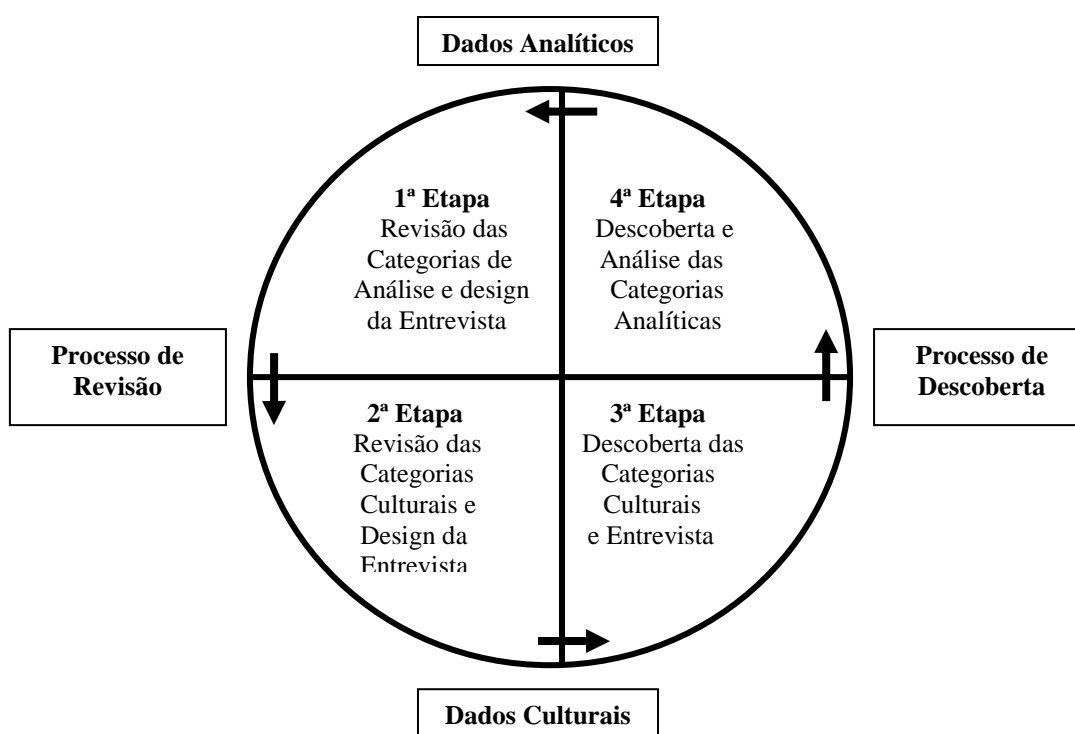 Dados Analíticos
1ª Etapa
Revisão das
Categorias de
Análise e design
da Entrevista
4ª Etapa
Descoberta e
Análise das
Categorias
Analíticas
Processo de
Revisão
Processo de
Descoberta
2ª Etapa
Revisão das
Categorias
Culturais e
Design da
Entrevista
3ª Etapa
Descoberta das
Categorias
Culturais
e Entrevista
Dados Culturais